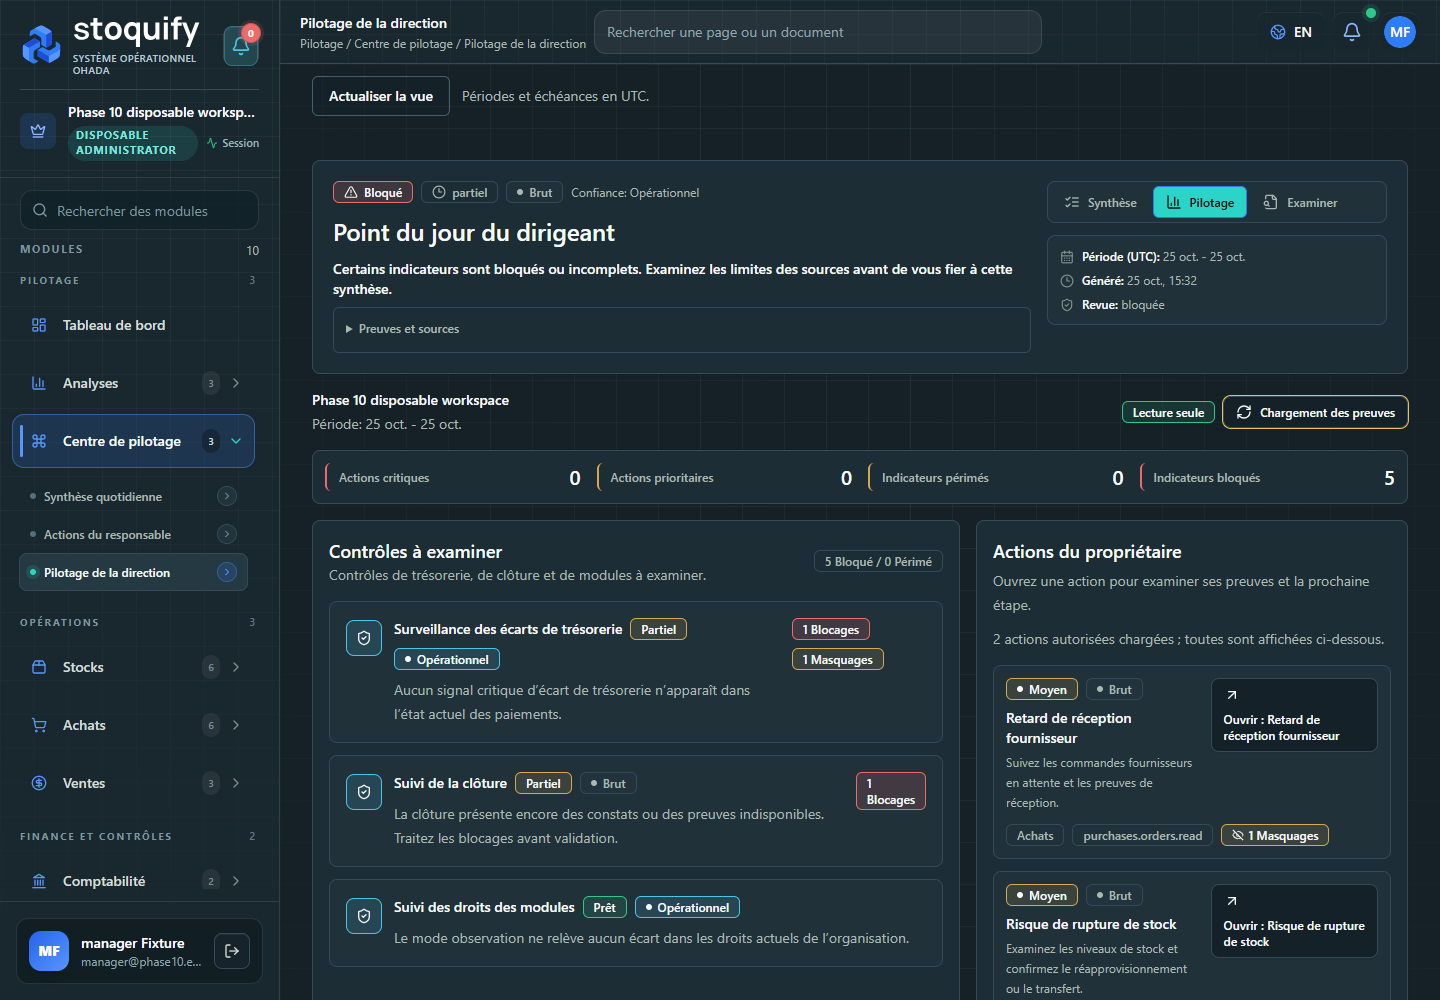 stoquify
SYSTÈME OPÉRATIONNEL
OHADA
0
Phase 10 disposable worksp...
DISPOSABLE
ADMINISTRATOR
Session
Rechercher des modules
MODULES 10
PILOTAGE 3
Tableau de bord
Analyses 3
Centre de pilotage 3
Synthèse quotidienne
Actions du responsable
Pilotage de la direction
OPÉRATIONS 3
Stocks 6
Achats 6
Ventes 3
FINANCE ET CONTRÔLES 2
Comptabilité 2
MF
manager Fixture
manager@phase10.e...
Pilotage de la direction
Pilotage / Centre de pilotage / Pilotage de la direction
Rechercher une page ou un document
EN
MF
Actualiser la vue
Périodes et échéances en UTC.
Bloqué
partiel
Brut
Confiance: Opérationnel
Point du jour du dirigeant
Certains indicateurs sont bloqués ou incomplets. Examinez les limites des sources avant de vous fier à cette
synthèse.
Preuves et sources
Synthèse
Pilotage
Examiner
Période (UTC): 25 oct. - 25 oct.
Généré: 25 oct., 15:32
Revue: bloquée
Phase 10 disposable workspace
Période: 25 oct. - 25 oct.
Lecture seule
Chargement des preuves
Actions critiques 0
Actions prioritaires 0
Indicateurs périmés 0
Indicateurs bloqués 5
Contrôles à examiner
Contrôles de trésorerie, de clôture et de modules à examiner.
5 Bloqué / 0 Périmé
Surveillance des écarts de trésorerie
Partiel
Opérationnel
Aucun signal critique d’écart de trésorerie n’apparaît dans
l’état actuel des paiements.
1 Blocages
1 Masquages
Suivi de la clôture
Partiel
Brut
La clôture présente encore des constats ou des preuves indisponibles.
Traitez les blocages avant validation.
1
Blocages
Suivi des droits des modules
Prêt
Opérationnel
Le mode observation ne relève aucun écart dans les droits actuels de l’organisation.
Actions du propriétaire
Ouvrez une action pour examiner ses preuves et la prochaine
étape.
2 actions autorisées chargées ; toutes sont affichées ci-dessous.
Moyen
Brut
Retard de réception
fournisseur
Suivez les commandes fournisseurs
en attente et les preuves de
réception.
Achats
purchases.orders.read
1 Masquages
Ouvrir : Retard de
réception fournisseur
Moyen
Brut
Risque de rupture de stock
Examinez les niveaux de stock et
confirmez le réapprovisionnement
ou le transfert.
Ouvrir : Risque de rupture
de stock